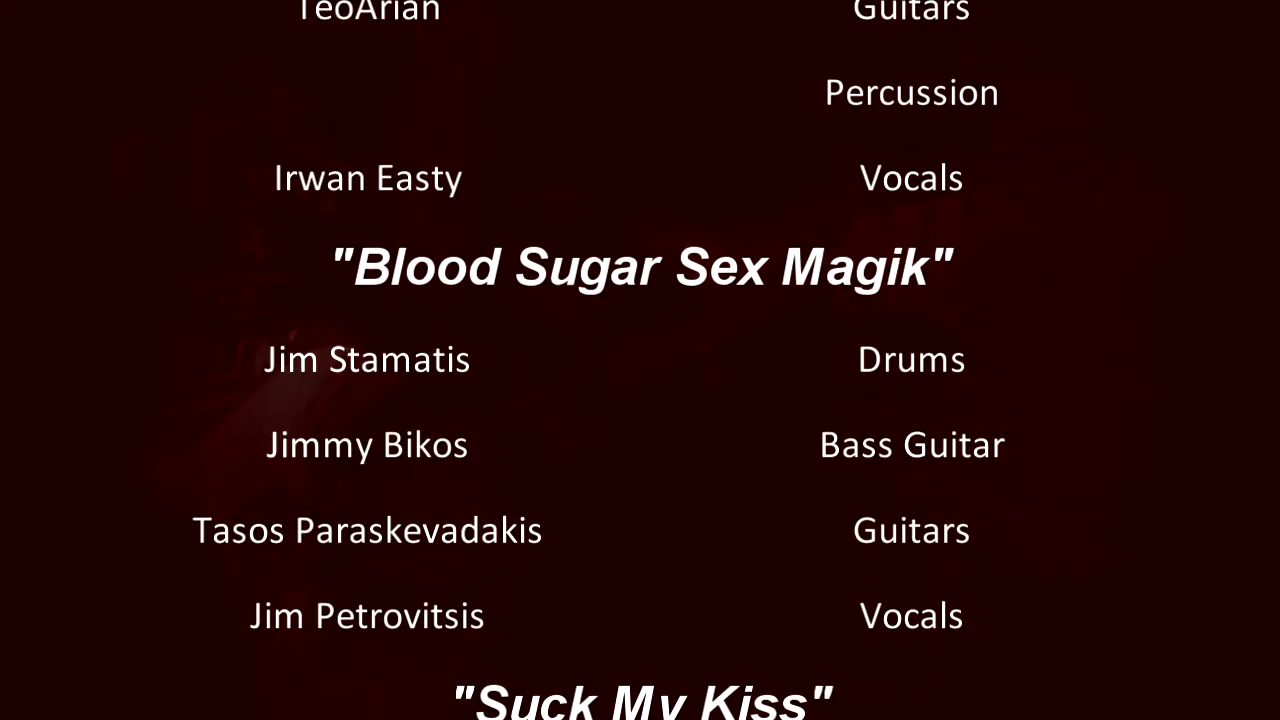 TeoArian Guitars
Percussion
Irwan Easty Vocals
"Blood Sugar Sex Magik"
Jim Stamatis Drums
Jimmy Bikos Bass Guitar
Tasos Paraskevadakis Guitars
Jim Petrovitsis Vocals
"Suck My Kiss"